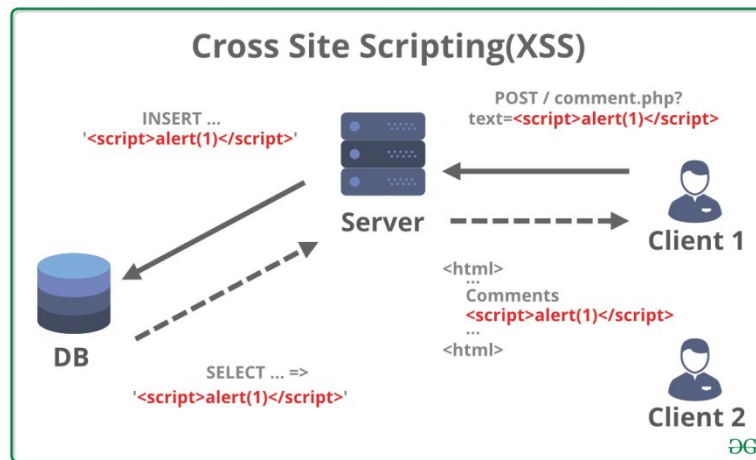 Cross Site Scripting(XSS)
INSERT ...
'<script>alert(1)</script>'
POST / comment.php?
text=<script>alert(1)</script>
Server
Client 1
<html>
...
Comments
<script>alert(1)</script>
...
<html>
DB
SELECT ... =>
'<script>alert(1)</script>'
Client 2